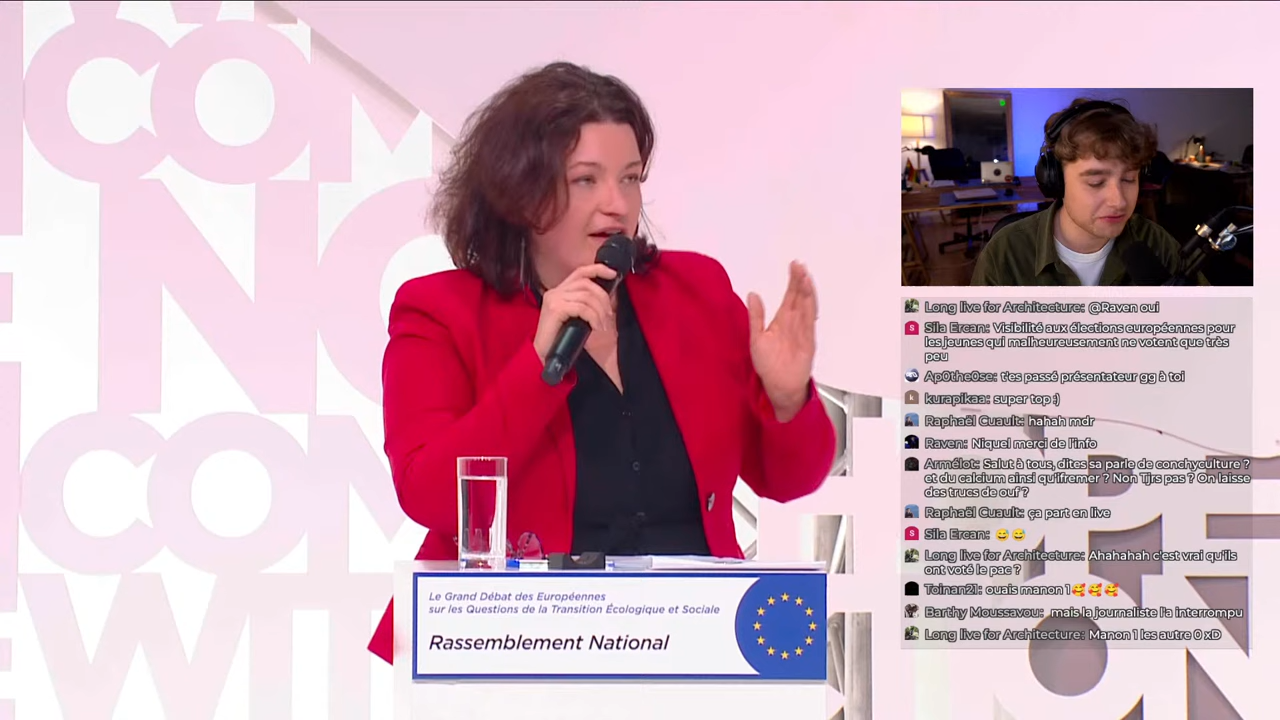 COM
NC
COM
EWIT
Le Grand Débat des Européennes
sur les Questions de la Transition Écologique et Sociale
Rassemblement National
Long live for Architecture: @Raven oui
S Sila Ercan: Visibilité aux élections européennes pour
les jeunes qui malheureusement ne votent que très
peu
Ap0the0se: t'es passé présentateur gg à toi
k kurapikaa: super top :)
Raphaël Cuault: hahah mdr
Raven: Niquel merci de l'info
Armélot: Salut à tous, dites sa parle de conchyculture ?
et du calcium ainsi qu'ifremer ? Non Tjrs pas ? On laisse
des trucs de ouf ?
Raphaël Cuault: ça part en live
S Sila Ercan: 😅 😅
Long live for Architecture: Ahahahah c'est vrai qu'ils
ont voté le pac ?
Toinan21: ouais manon 1🥰 🥰 🥰
Barthy Moussavou: mais la journaliste l'a interrompu
Long live for Architecture: Manon 1 les autre 0 xD